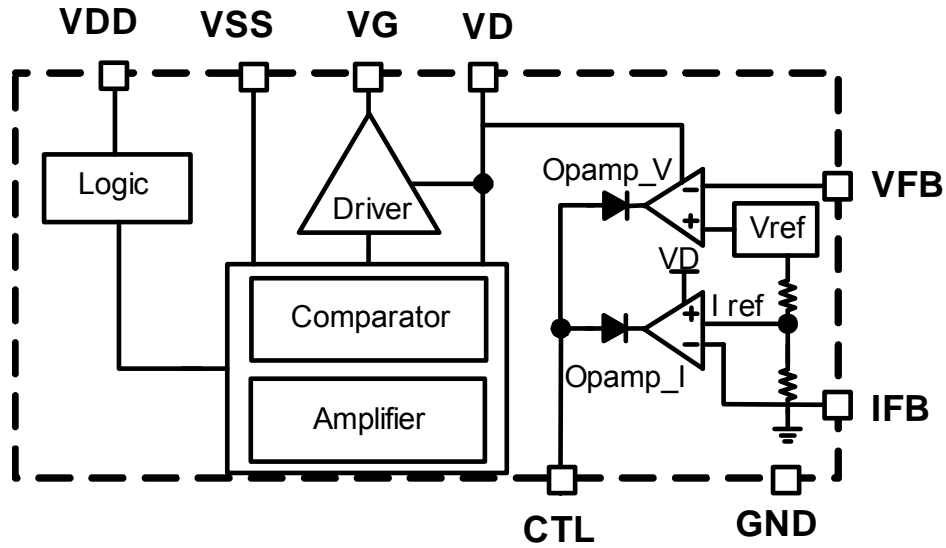 VDD
VSS
VG
VD
Logic
Driver
Opamp_V
VFB
Vref
VD
Comparator
I ref
Opamp_I
Amplifier
IFB
CTL
GND